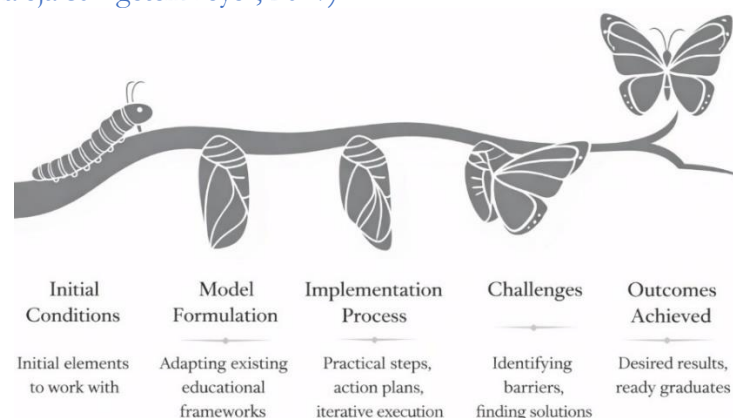 Initial
Conditions
Initial elements
to work with
Model
Formulation
Adapting existing
educational
frameworks
Implementation
Process
Practical steps,
action plans,
iterative execution
Challenges
Identifying
barriers,
finding solutions
Outcomes
Achieved
Desired results,
ready graduates